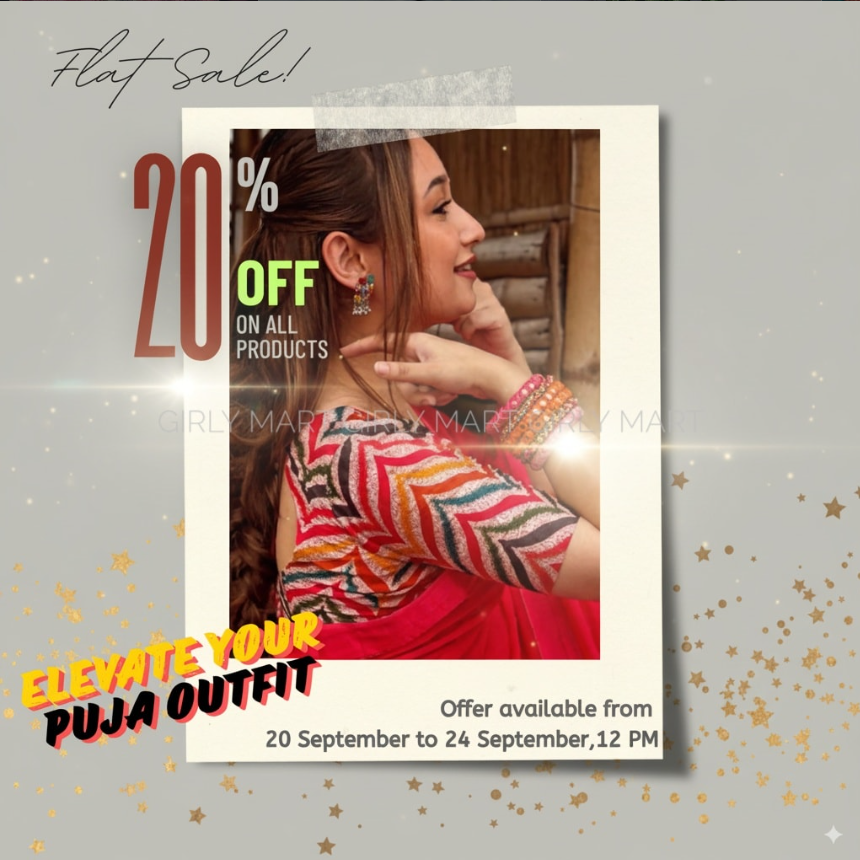 Flat Sale!
20%
OFF
ON ALL
PRODUCTS
GIRLY MART GIRLY MART GIRLY MART
ELEVATE YOUR
PUJA OUTFIT
Offer available from
20 September to 24 September,12 PM